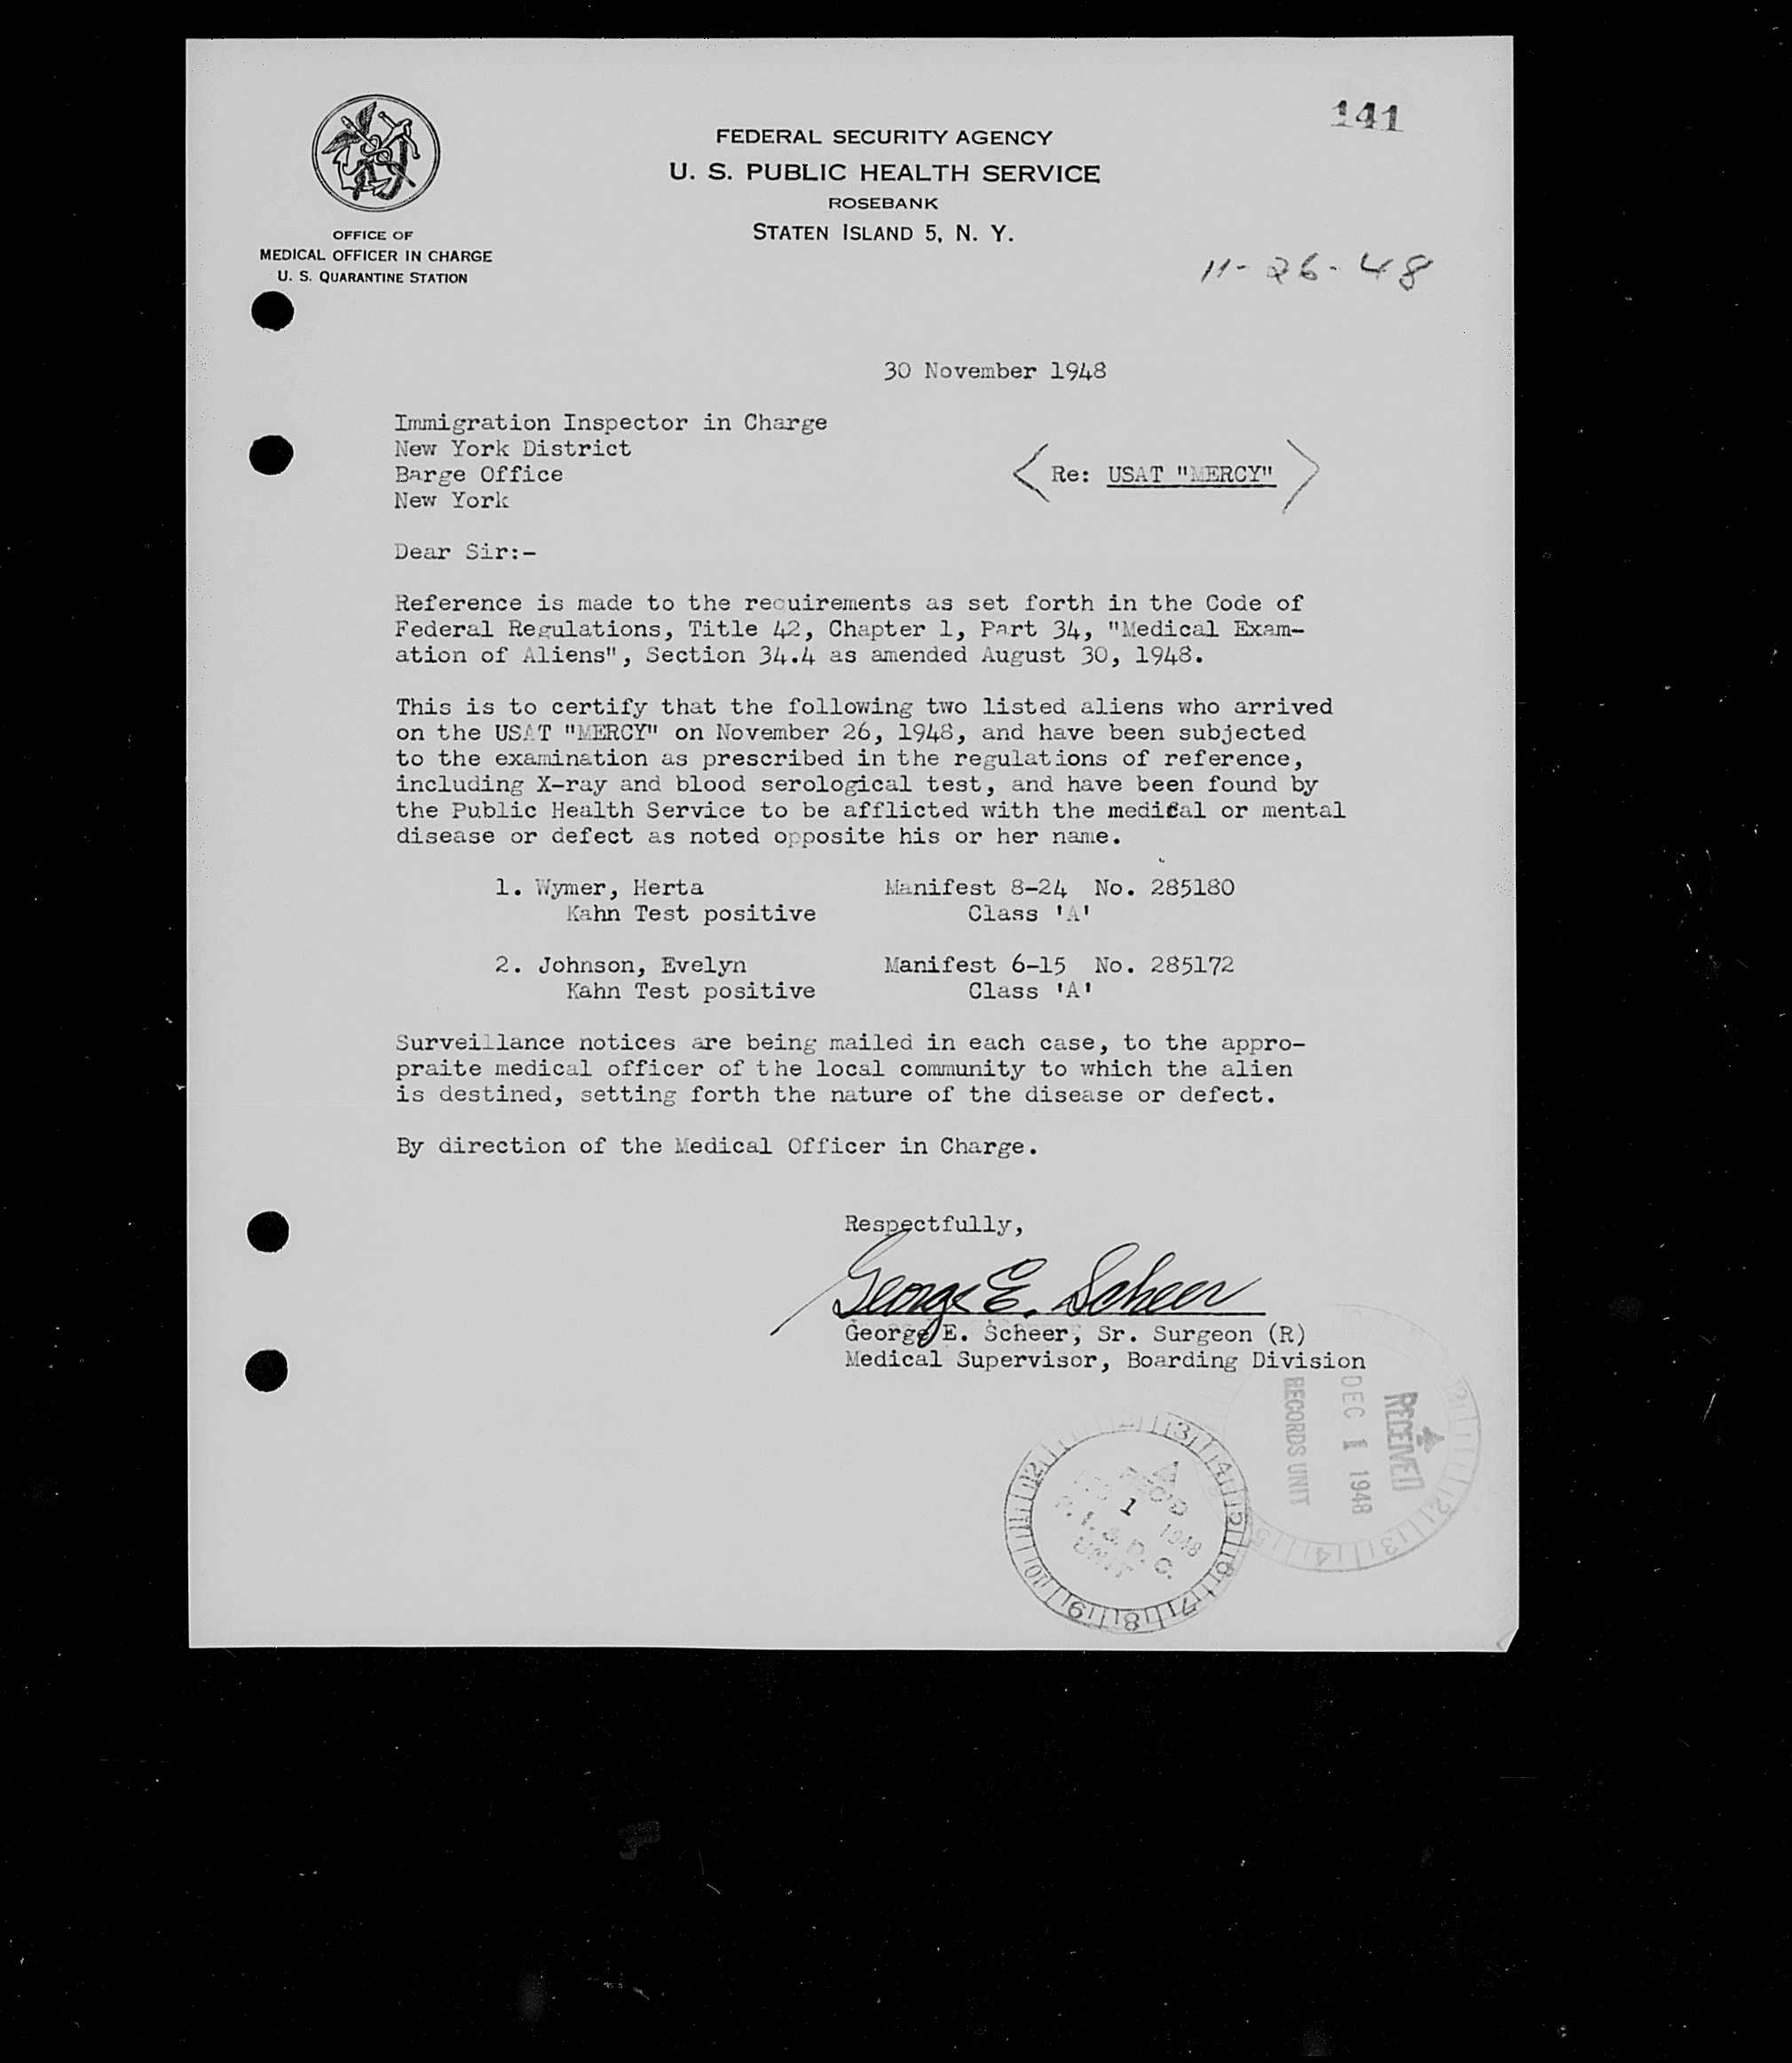 141
FEDERAL SECURITY AGENCY
U. S. PUBLIC HEALTH SERVICE
ROSEBANK
STATEN ISLAND 5, N. Y.
OFFICE OF
MEDICAL OFFICER IN CHARGE
U. S. QUARANTINE STATION
11-26-48
30 November 1948
Immigration Inspector in Charge
New York District
Barge Office
New York
Re: USAT "MERCY"
Dear Sir:-
Reference is made to the requirements as set forth in the Code of
Federal Regulations, Title 42, Chapter 1, Part 34, "Medical Exam-
ation of Aliens", Section 34.4 as amended August 30, 1948.
This is to certify that the following two listed aliens who arrived
on the USAT "MERCY" on November 26, 1948, and have been subjected
to the examination as prescribed in the regulations of reference,
including X-ray and blood serological test, and have been found by
the Public Health Service to be afflicted with the medical or mental
disease or defect as noted opposite his or her name.
1. Wymer, Herta Manifest 8-24 No. 285180
Kahn Test positive Class 'A'
2. Johnson, Evelyn Manifest 6-15 No. 285172
Kahn Test positive Class 'A'
Surveillance notices are being mailed in each case, to the appro-
praite medical officer of the local community to which the alien
is destined, setting forth the nature of the disease or defect.
By direction of the Medical Officer in Charge.
Respectfully,
George E. Scheer
George E. Scheer, Sr. Surgeon (R)
Medical Supervisor, Boarding Division
RECEIVED
DEC 1 1948
RECORDS UNIT
REC'D
1 1948
UNIT